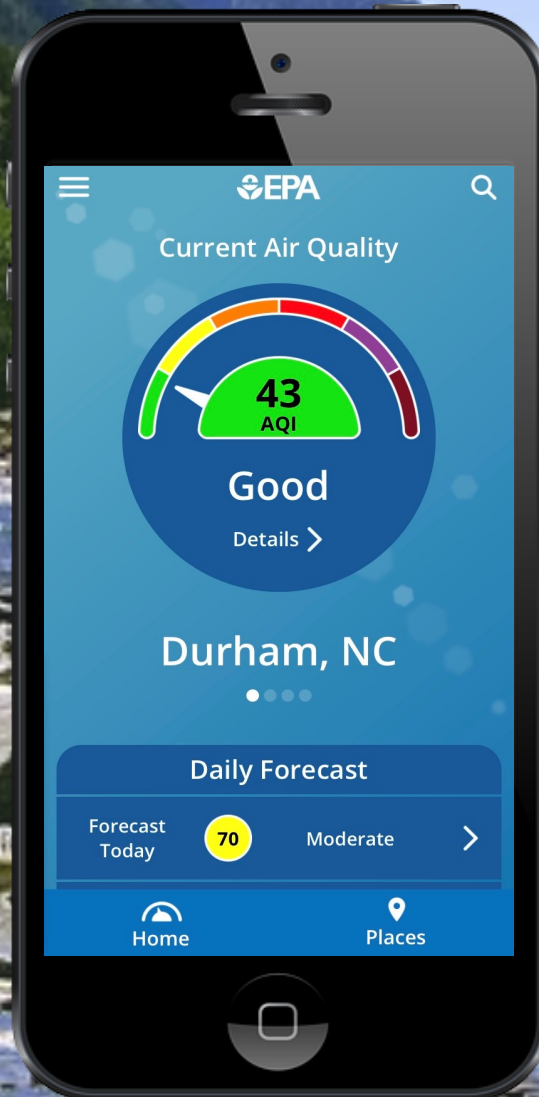 EPA
Current Air Quality
43
AQI
Good
Details
Durham, NC
Daily Forecast
Forecast
Today
70
Moderate
Home
Places